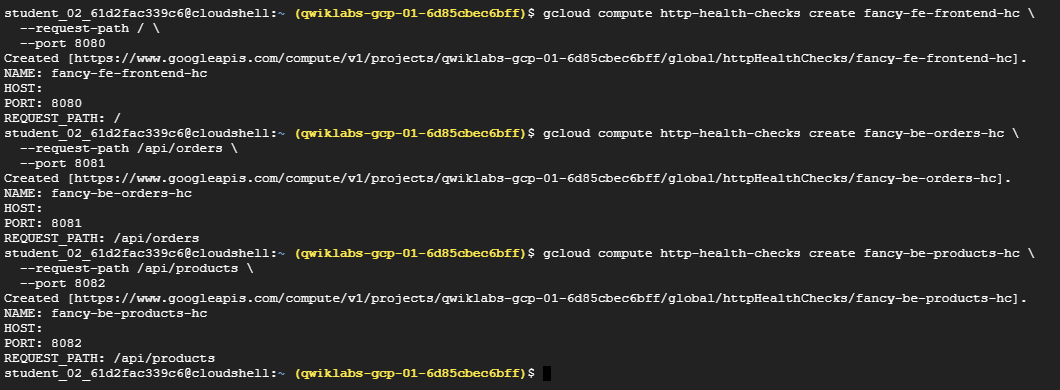 student_02_61d2fac339c6@cloudshell:~ (qwiklabs-gcp-01-6d85cbec6bff)$ gcloud compute http-health-checks create fancy-fe-frontend-hc \
  --request-path / \
  --port 8080
Created [https://www.googleapis.com/compute/v1/projects/qwiklabs-gcp-01-6d85cbec6bff/global/httpHealthChecks/fancy-fe-frontend-hc].
NAME: fancy-fe-frontend-hc
HOST:
PORT: 8080
REQUEST_PATH: /
student_02_61d2fac339c6@cloudshell:~ (qwiklabs-gcp-01-6d85cbec6bff)$ gcloud compute http-health-checks create fancy-be-orders-hc \
  --request-path /api/orders \
  --port 8081
Created [https://www.googleapis.com/compute/v1/projects/qwiklabs-gcp-01-6d85cbec6bff/global/httpHealthChecks/fancy-be-orders-hc].
NAME: fancy-be-orders-hc
HOST:
PORT: 8081
REQUEST_PATH: /api/orders
student_02_61d2fac339c6@cloudshell:~ (qwiklabs-gcp-01-6d85cbec6bff)$ gcloud compute http-health-checks create fancy-be-products-hc \
  --request-path /api/products \
  --port 8082
Created [https://www.googleapis.com/compute/v1/projects/qwiklabs-gcp-01-6d85cbec6bff/global/httpHealthChecks/fancy-be-products-hc].
NAME: fancy-be-products-hc
HOST:
PORT: 8082
REQUEST_PATH: /api/products
student_02_61d2fac339c6@cloudshell:~ (qwiklabs-gcp-01-6d85cbec6bff)$